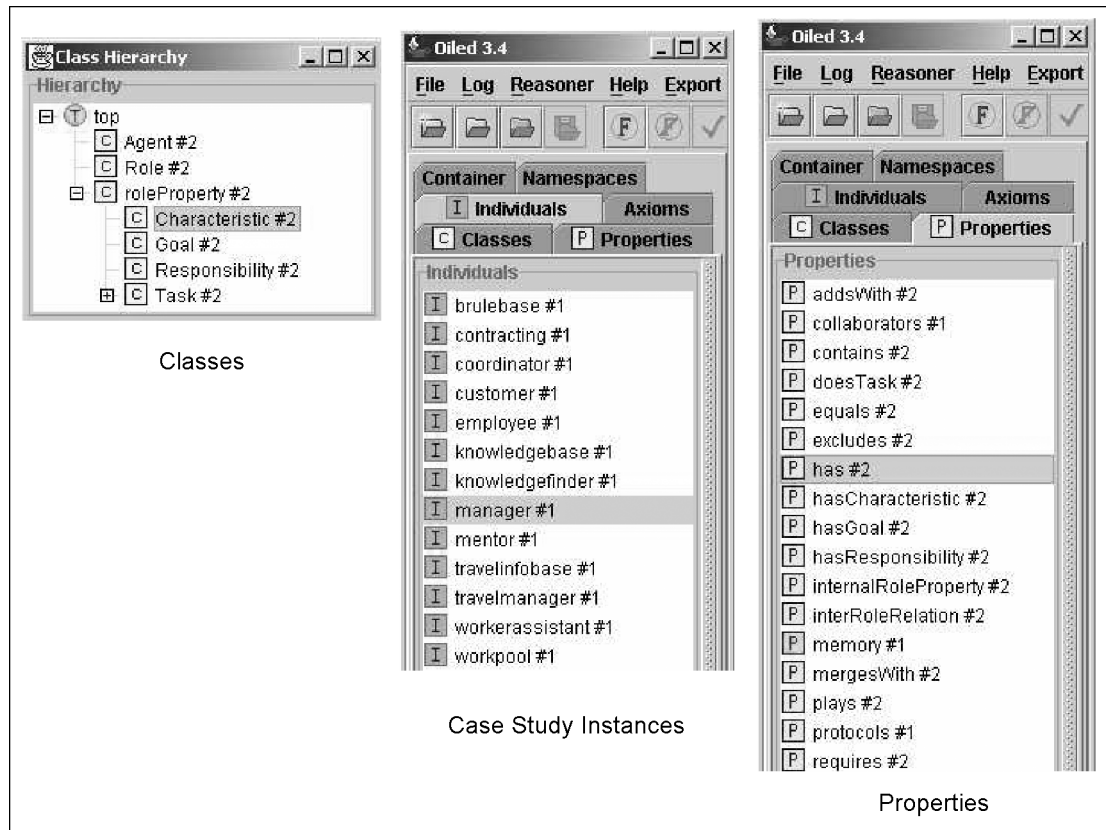 Class Hierarchy
Hierarchy
T top
C Agent #2
C Role #2
C roleProperty #2
C Characteristic #2
C Goal #2
C Responsibility #2
C Task #2
Classes
Oiled 3.4
File Log Reasoner Help Export
F F
Container Namespaces
I Individuals Axioms
C Classes P Properties
Individuals
I brulebase #1
I contracting #1
I coordinator #1
I customer #1
I employee #1
I knowledgebase #1
I knowledgefinder #1
I manager #1
I mentor #1
I travelinfobase #1
I travelmanager #1
I workerassistant #1
I workpool #1
Case Study Instances
Oiled 3.4
File Log Reasoner Help Export
F F
Container Namespaces
I Individuals Axioms
C Classes P Properties
Properties
P addsWith #2
P collaborators #1
P contains #2
P doesTask #2
P equals #2
P excludes #2
P has #2
P hasCharacteristic #2
P hasGoal #2
P hasResponsibility #2
P internalRoleProperty #2
P interRoleRelation #2
P memory #1
P mergesWith #2
P plays #2
P protocols #1
P requires #2
Properties